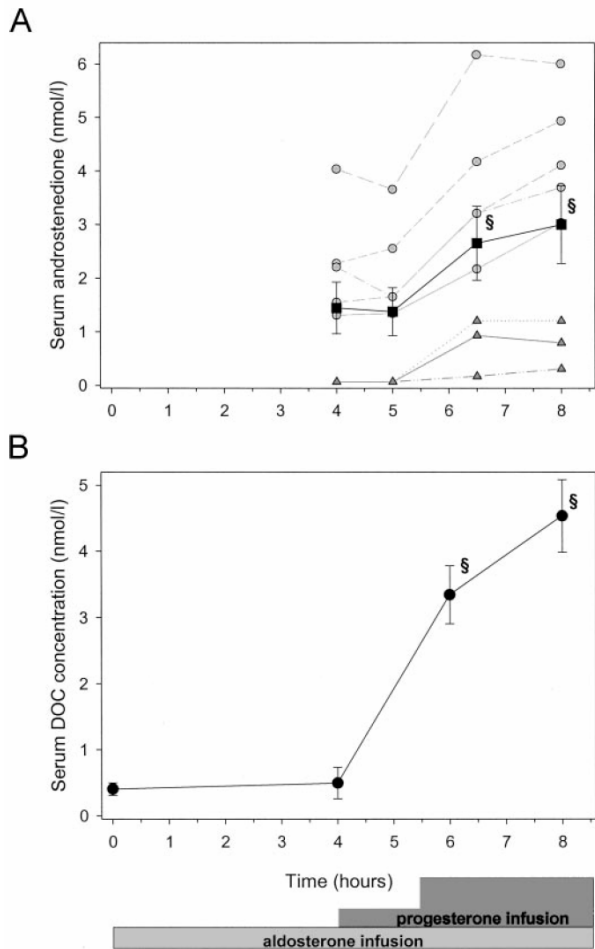 A
Serum androstenedione (nmol/l)
6
5
4
3
2
1
0
§
§
0 1 2 3 4 5 6 7 8
B
Serum DOC concentration (nmol/l)
5
4
3
2
1
0
§
§
0 1 2 3 4 5 6 7 8
Time (hours)
progesterone infusion
aldosterone infusion